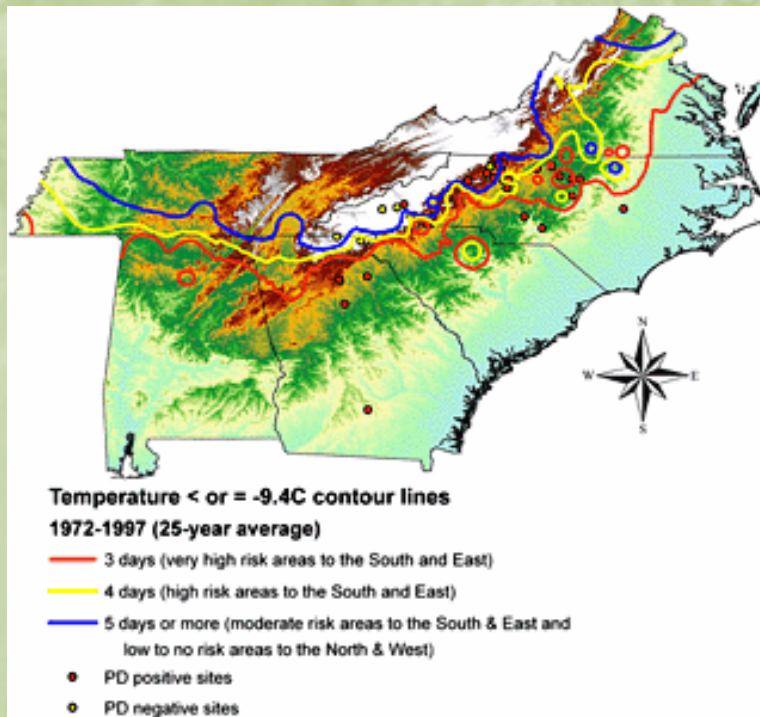 N
W E
S
Temperature < or = -9.4C contour lines
1972-1997 (25-year average)
3 days (very high risk areas to the South and East)
4 days (high risk areas to the South and East)
5 days or more (moderate risk areas to the South & East and
low to no risk areas to the North & West)
PD positive sites
PD negative sites